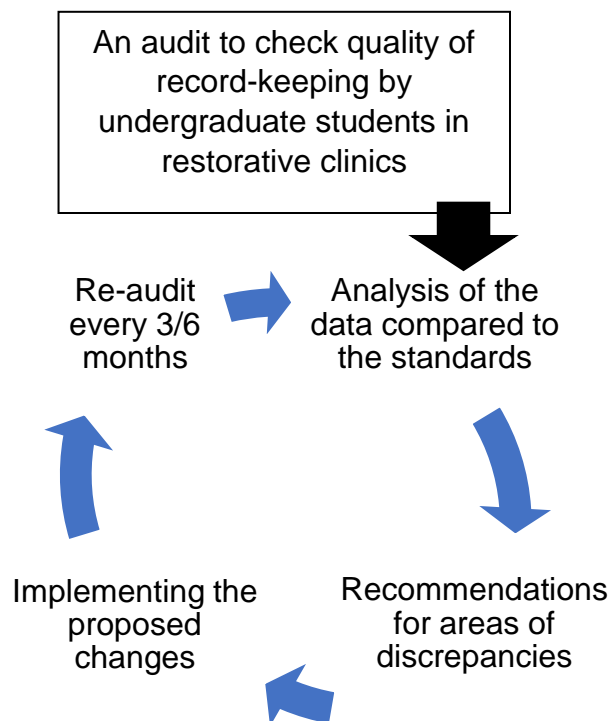 An audit to check quality of
record-keeping by
undergraduate students in
restorative clinics
Analysis of the
data compared to
the standards
Recommendations
for areas of
discrepancies
Implementing the
proposed
changes
Re-audit
every 3/6
months